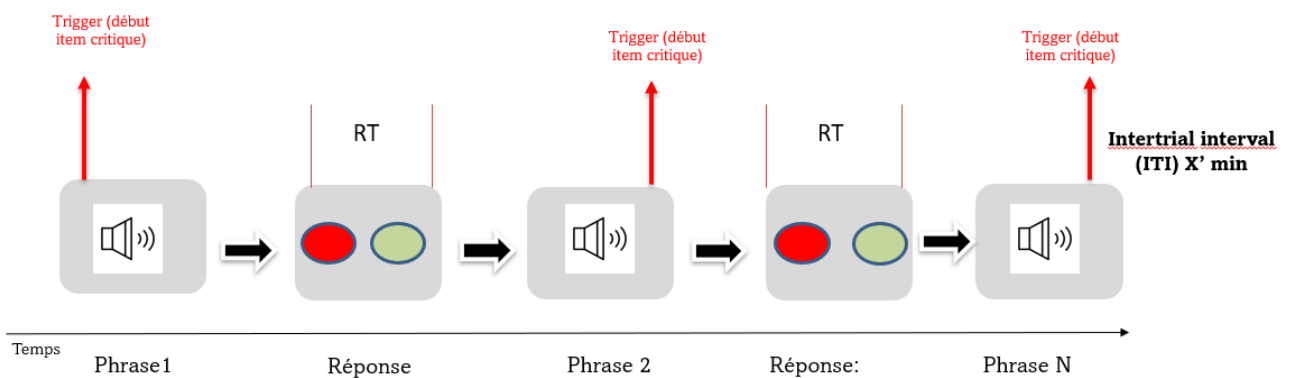 Trigger (début
item critique)
Trigger (début
item critique)
Trigger (début
item critique)
RT
RT
Intertrial interval
(ITI) X’ min
Temps
Phrase1
Réponse
Phrase 2
Réponse:
Phrase N